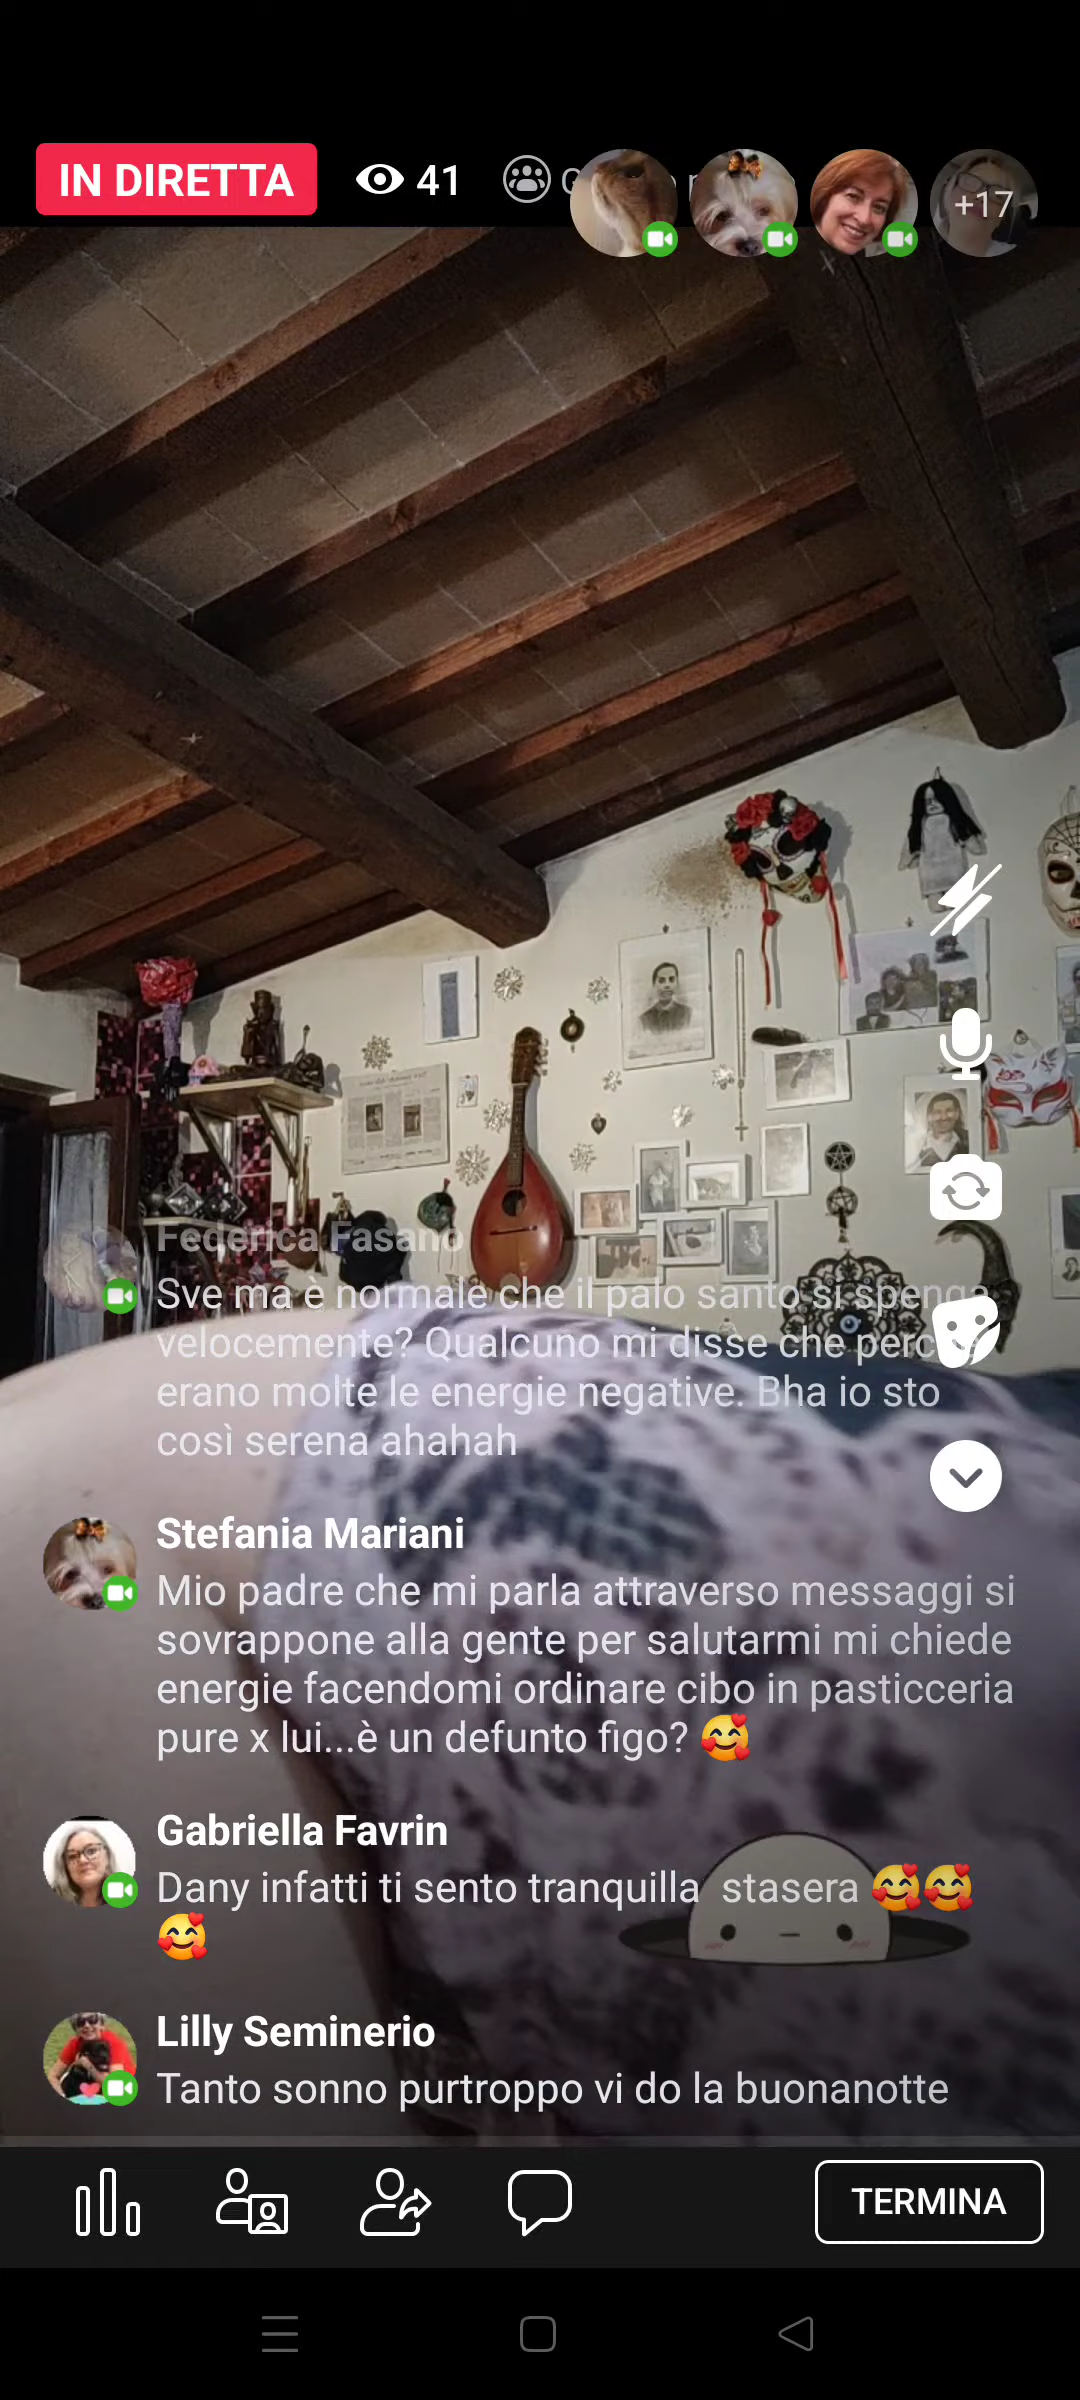 IN DIRETTA
41
+17
Federica Fasano
Sve ma è normale che il palo santo si spenga
velocemente? Qualcuno mi disse che
erano molte le energie negative. Bha io sto
così serena ahahah
Stefania Mariani
Mio padre che mi parla attraverso messaggi si
sovrappone alla gente per salutarmi mi chiede
energie facendomi ordinare cibo in pasticceria
pure x lui...è un defunto figo? 🥰
Gabriella Favrin
Dany infatti ti sento tranquilla stasera 🥰🥰
🥰
Lilly Seminerio
Tanto sonno purtroppo vi do la buonanotte
TERMINA